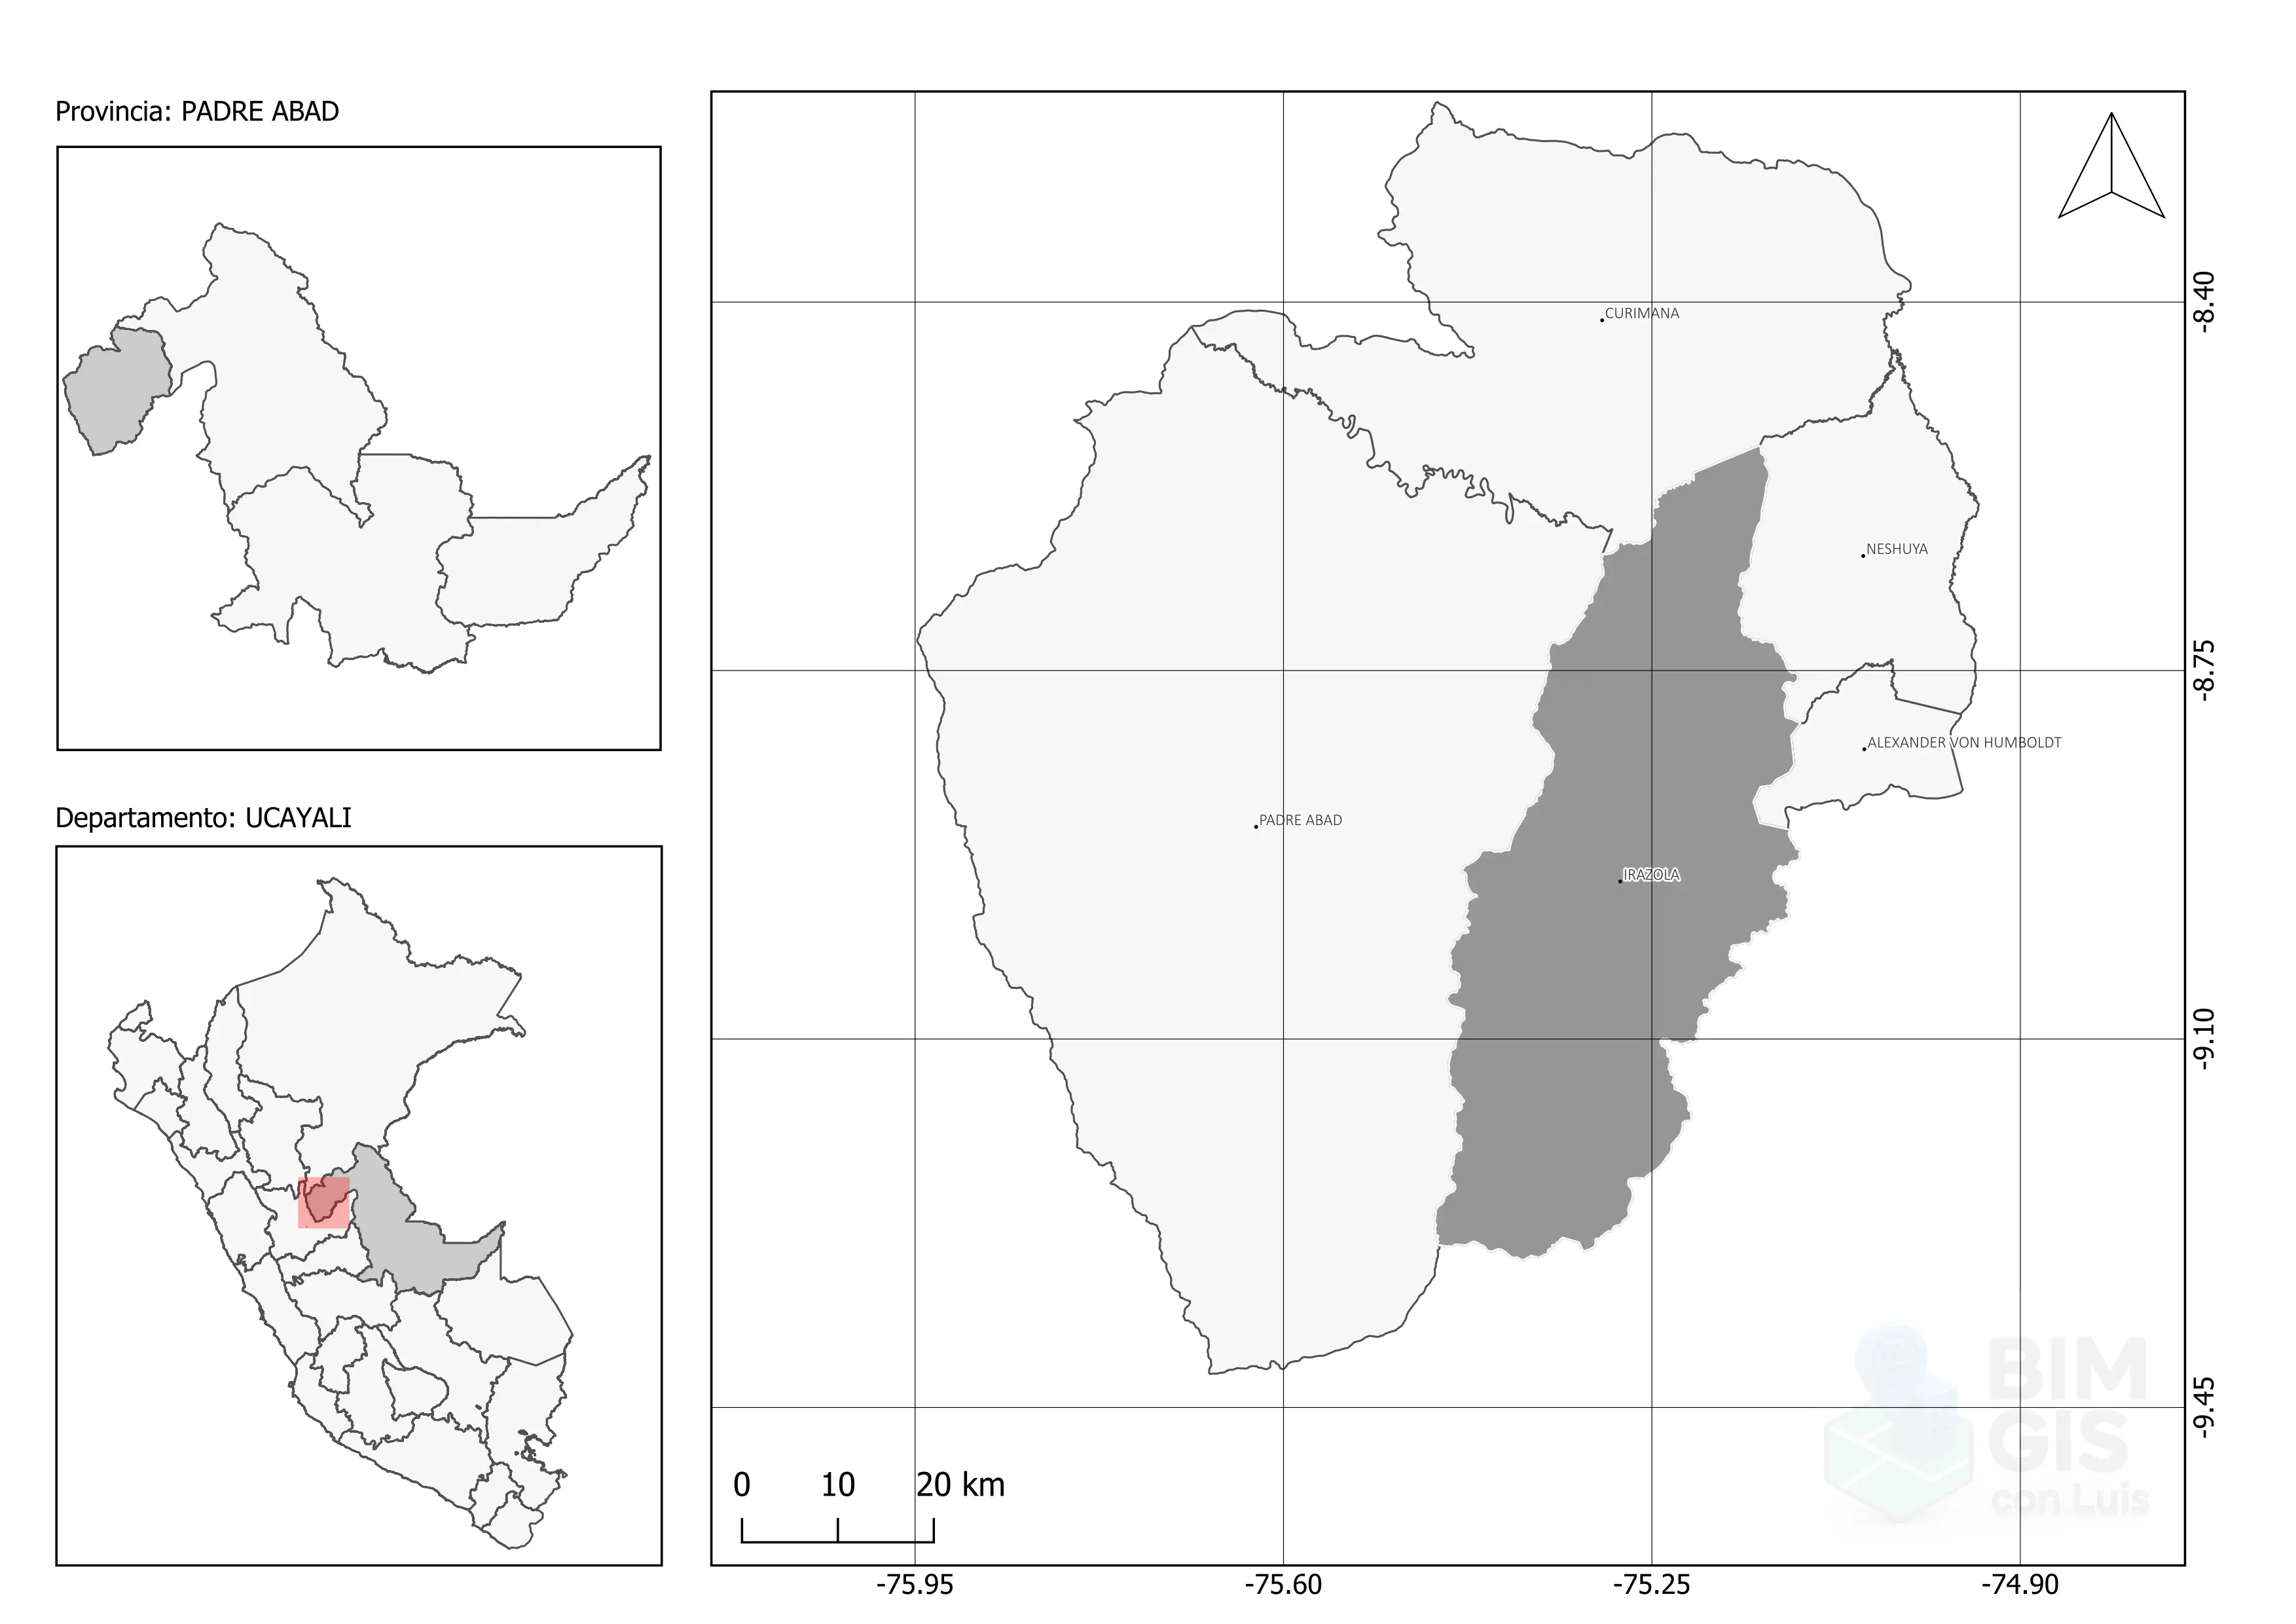 Provincia: PADRE ABAD
Departamento: UCAYALI
CURIMANA
NESHUYA
ALEXANDER VON HUMBOLDT
PADRE ABAD
IRAZOLA
-8.40
-8.75
-9.10
-9.45
BIM
GIS
con Luis
0 10 20 km
-75.95 -75.60 -75.25 -74.90